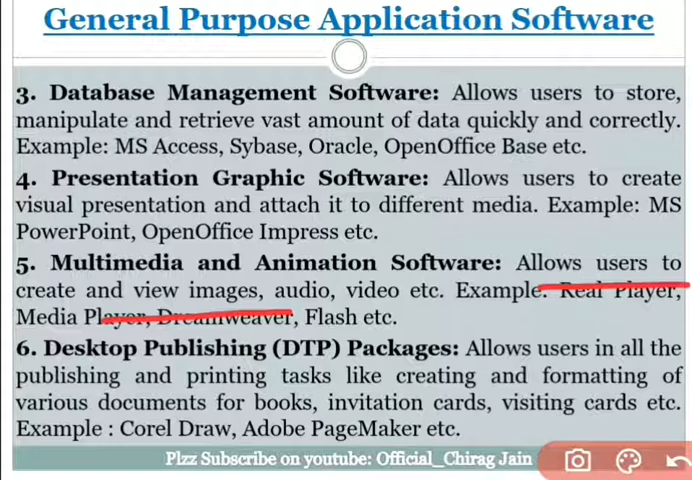 General Purpose Application Software
3. Database Management Software: Allows users to store,
manipulate and retrieve vast amount of data quickly and correctly.
Example: MS Access, Sybase, Oracle, OpenOffice Base etc.
4. Presentation Graphic Software: Allows users to create
visual presentation and attach it to different media. Example: MS
PowerPoint, OpenOffice Impress etc.
5. Multimedia and Animation Software: Allows users to
create and view images, audio, video etc. Example: Real Player,
Media Player, Dreamweaver, Flash etc.
6. Desktop Publishing (DTP) Packages: Allows users in all the
publishing and printing tasks like creating and formatting of
various documents for books, invitation cards, visiting cards etc.
Example : Corel Draw, Adobe PageMaker etc.
Plzz Subscribe on youtube: Official_Chirag Jain